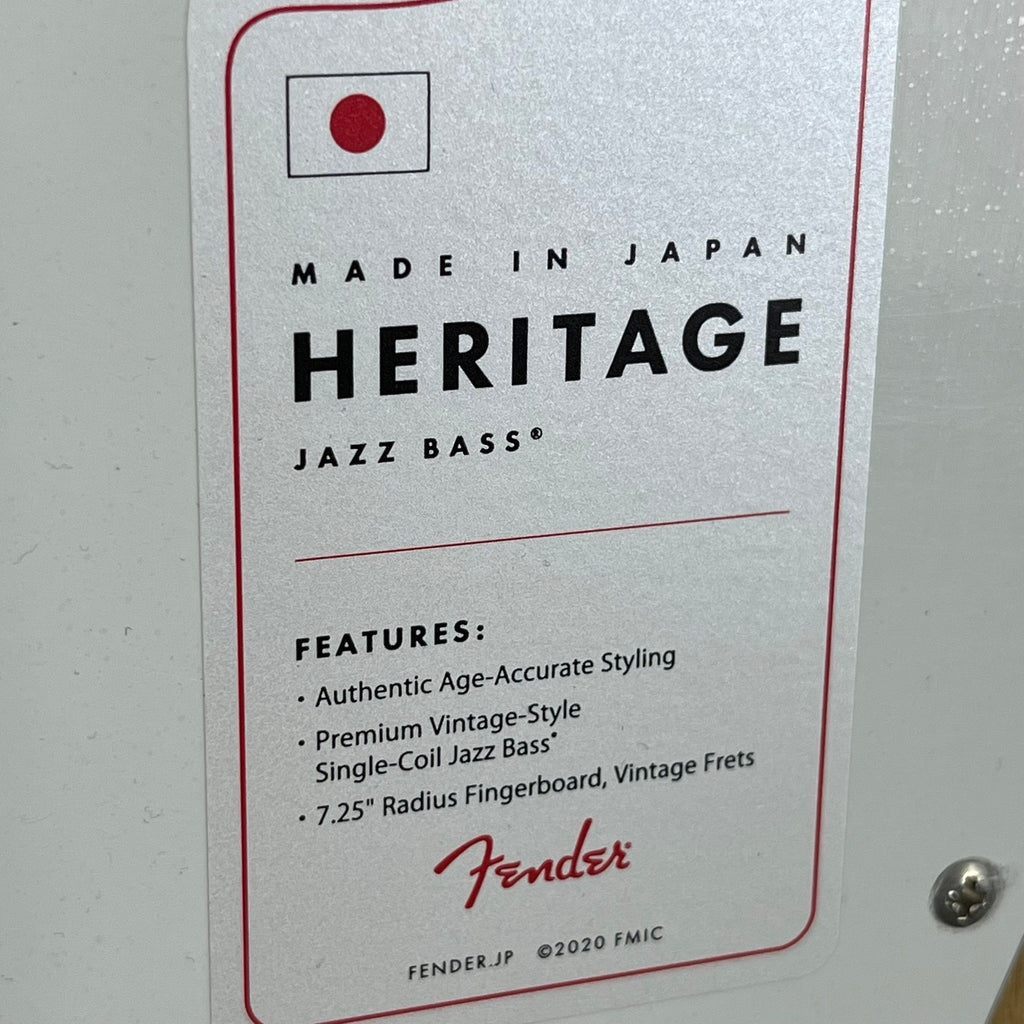 MADE IN JAPAN
HERITAGE
JAZZ BASS®
FEATURES:
• Authentic Age-Accurate Styling
• Premium Vintage-Style
Single-Coil Jazz Bass®
• 7.25" Radius Fingerboard, Vintage Frets
Fender®
FENDER.JP ©2020 FMIC